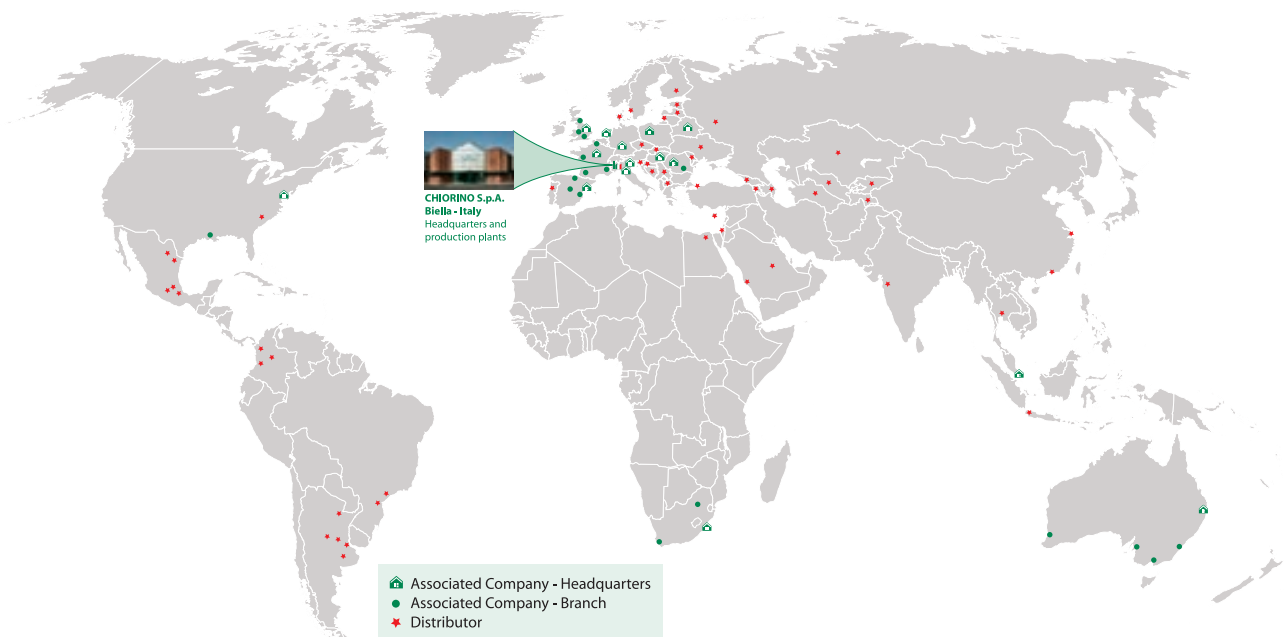 CHIORINO S.p.A.
Biella - Italy
Headquarters and
production plants
Associated Company - Headquarters
Associated Company - Branch
Distributor